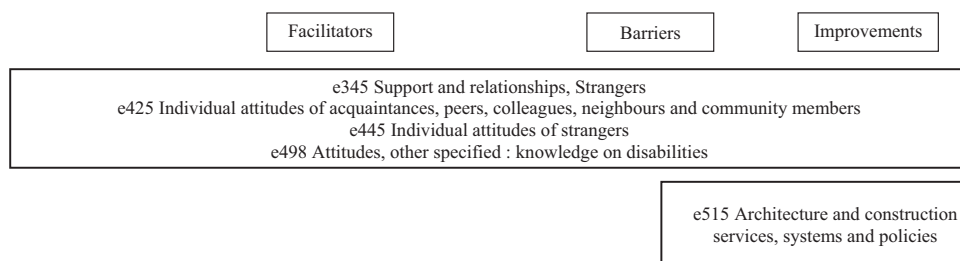 Facilitators
Barriers
Improvements
e345 Support and relationships, Strangers
e425 Individual attitudes of acquaintances, peers, colleagues, neighbours and community members
e445 Individual attitudes of strangers
e498 Attitudes, other specified : knowledge on disabilities
e515 Architecture and construction
services, systems and policies